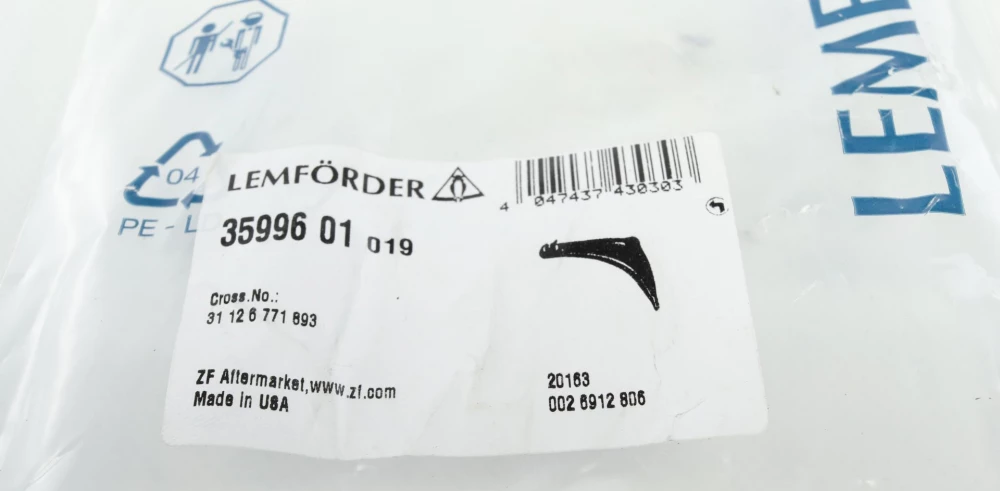 LEMFÖRDER
4 047437 430303
35996 01 019
Cross.No.:
31 12 6 771 893
ZF Aftermarket,www.zf.com
Made in USA
20163
002 6912 806
04
PE - L
LEMF